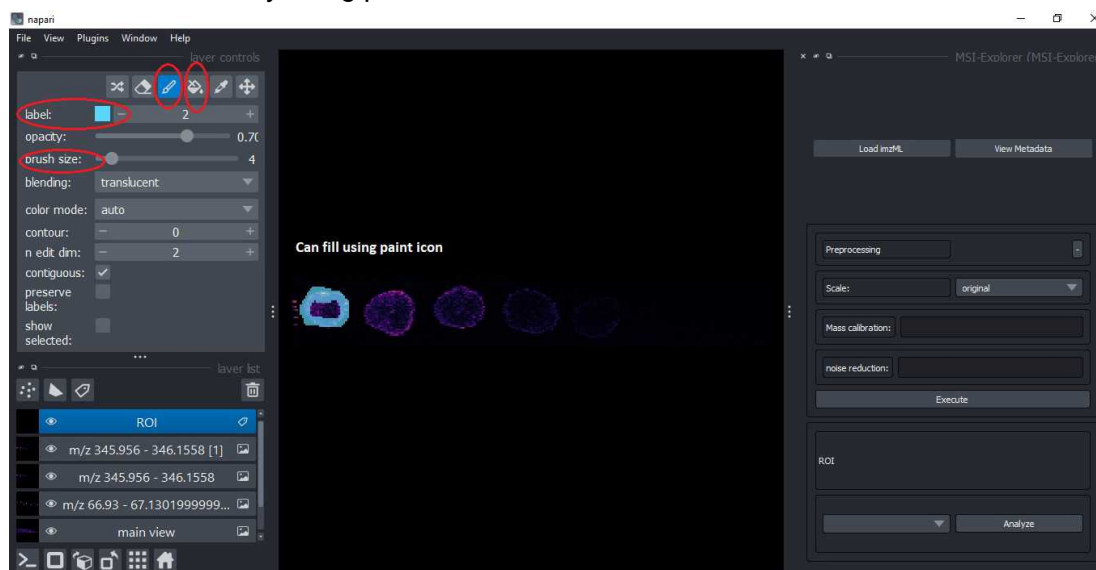 napari
File View Plugins Window Help
layer controls
label: 2
opacity: 0.70
brush size: 4
blending: translucent
color mode: auto
contour: 0
n edit dim: 2
contiguous:
preserve
labels:
show
selected:
layer list
ROI
m/z 345.956 - 346.1558 [1]
m/z 345.956 - 346.1558
m/z 66.93 - 67.1301999999...
main view
Can fill using paint icon
MSI-Explorer (MSI-Explorer
Load imzML View Metadata
Preprocessing
Scale: original
Mass calibration:
noise reduction:
Execute
ROI
Analyze